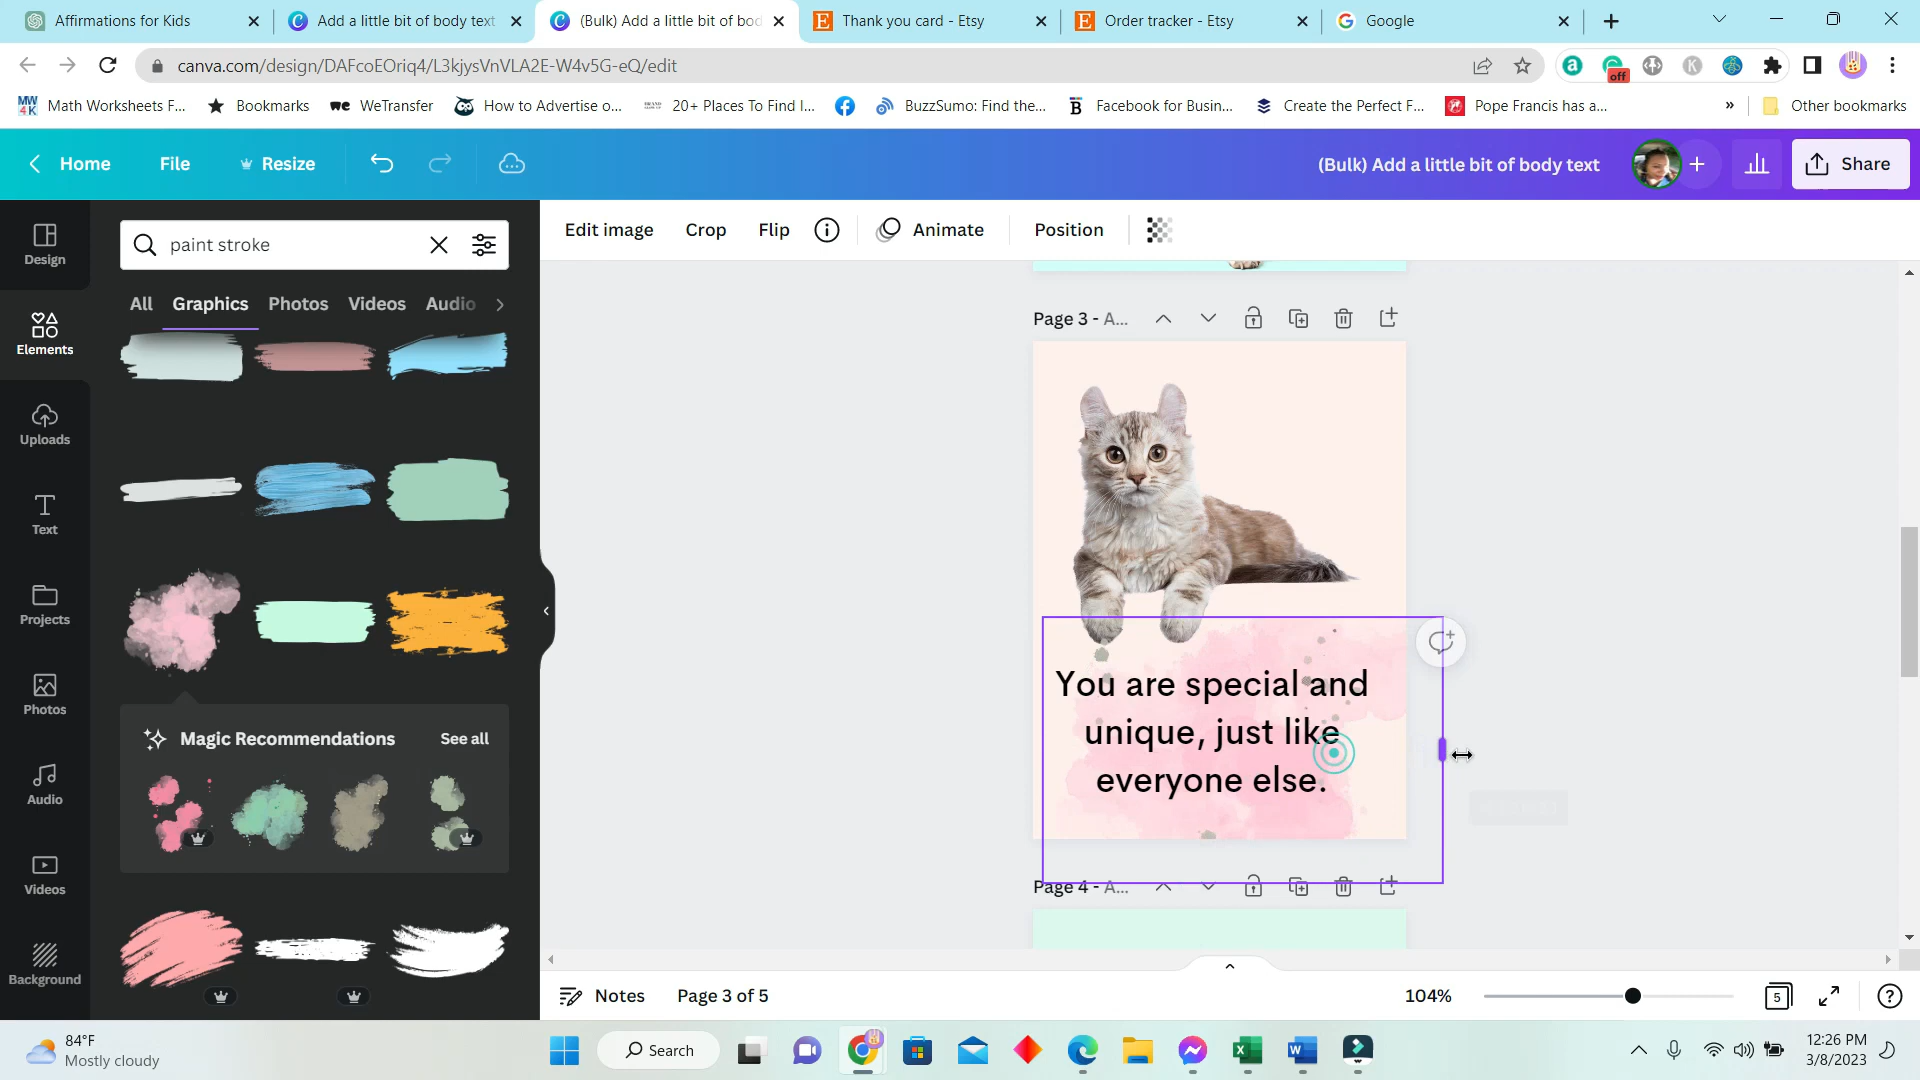 Affirmations for Kids
Add a little bit of body text
(Bulk) Add a little bit of bod
Thank you card - Etsy
Order tracker - Etsy
Google
canva.com/design/DAFcoEOriq4/L3kjysVnVLA2E-W4v5G-eQ/edit
off
Math Worksheets F...
Bookmarks
WeTransfer
How to Advertise o...
20+ Places To Find I...
BuzzSumo: Find the...
Facebook for Busin...
Create the Perfect F...
Pope Francis has a...
»
Other bookmarks
Home
File
Resize
(Bulk) Add a little bit of body text
Share
Design
Elements
Uploads
Text
Projects
Photos
Audio
Videos
Background
paint stroke
All
Graphics
Photos
Videos
Audio
Magic Recommendations
See all
Edit image
Crop
Flip
Animate
Position
Page 3 - A...
You are special and
unique, just like
everyone else.
Page 4 - A...
Notes
Page 3 of 5
104%
5
84°F
Mostly cloudy
Search
12:26 PM
3/8/2023